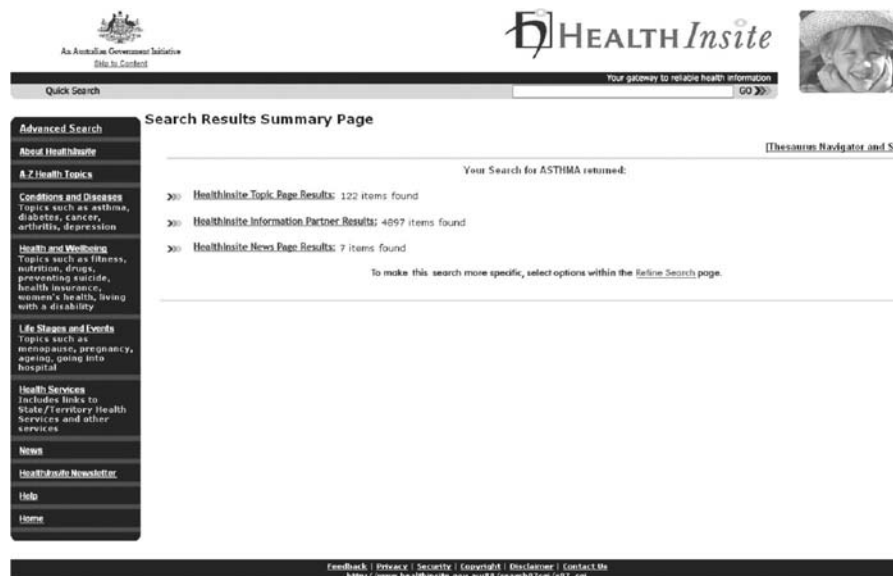 An Australian Government Initiative
Skip to Content
HEALTH Insite
Your gateway to reliable health information
Quick Search
GO
Search Results Summary Page
[Thesaurus Navigator and S
Your Search for ASTHMA returned:
HealthInsite Topic Page Results: 122 items found
HealthInsite Information Partner Results: 4897 items found
HealthInsite News Page Results: 7 items found
To make this search more specific, select options within the Refine Search page.
Advanced Search
About HealthInsite
A-Z Health Topics
Conditions and Diseases
Topics such as asthma,
diabetes, cancer,
arthritis, depression
Health and Wellbeing
Topics such as fitness,
nutrition, drugs,
preventing suicide,
health insurance,
women's health, living
with a disability
Life Stages and Events
Topics such as
menopause, pregnancy,
ageing, going into
hospital
Health Services
Includes links to
State/Territory Health
Services and other
services
News
HealthInsite Newsletter
Help
Home
Feedback | Privacy | Security | Copyright | Disclaimer | Contact Us